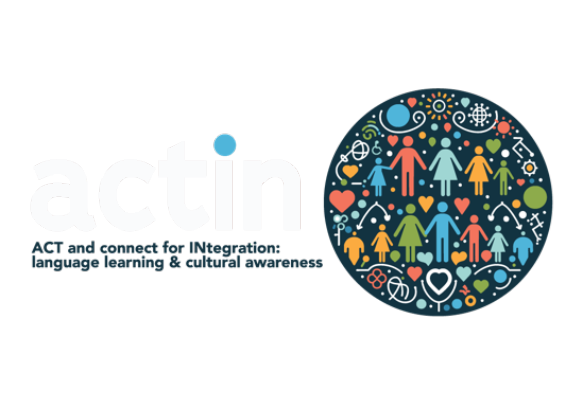 actin
ACT and connect for INtegration:
language learning & cultural awareness